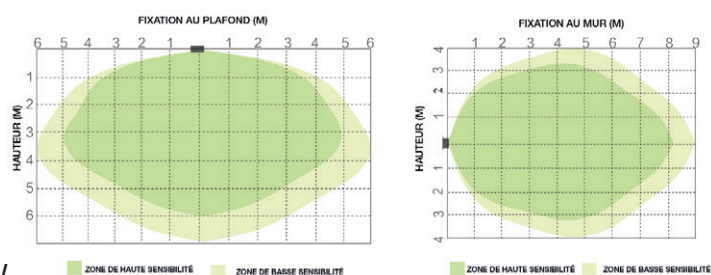 FIXATION AU PLAFOND (M)
6 5 4 3 2 1 1 2 3 4 5 6
HAUTEUR (M)
1
2
3
4
5
6
ZONE DE HAUTE SENSIBILITÉ ZONE DE BASSE SENSIBILITÉ
FIXATION AU MUR (M)
1 2 3 4 5 6 7 8 9
HAUTEUR (M)
4
3
2
1
1
2
3
4
ZONE DE HAUTE SENSIBILITÉ ZONE DE BASSE SENSIBILITÉ